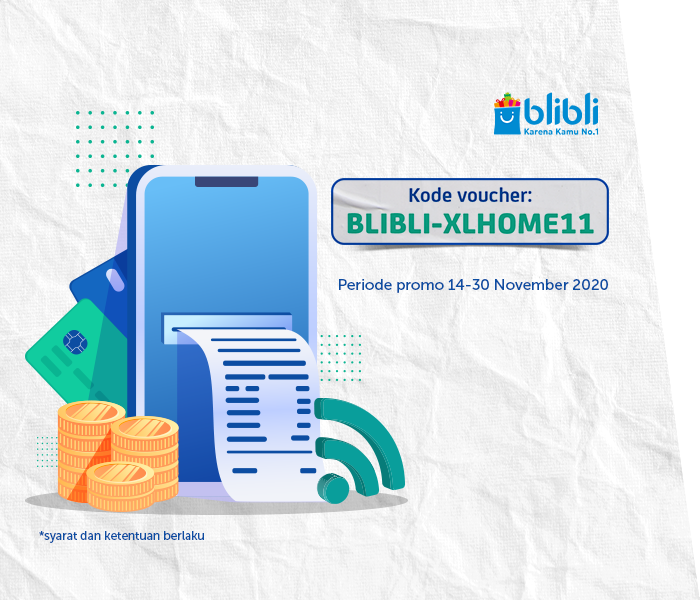 blibli
Karena Kamu No.1
Kode voucher:
BLIBLI-XLHOME11
Periode promo 14-30 November 2020
*syarat dan ketentuan berlaku